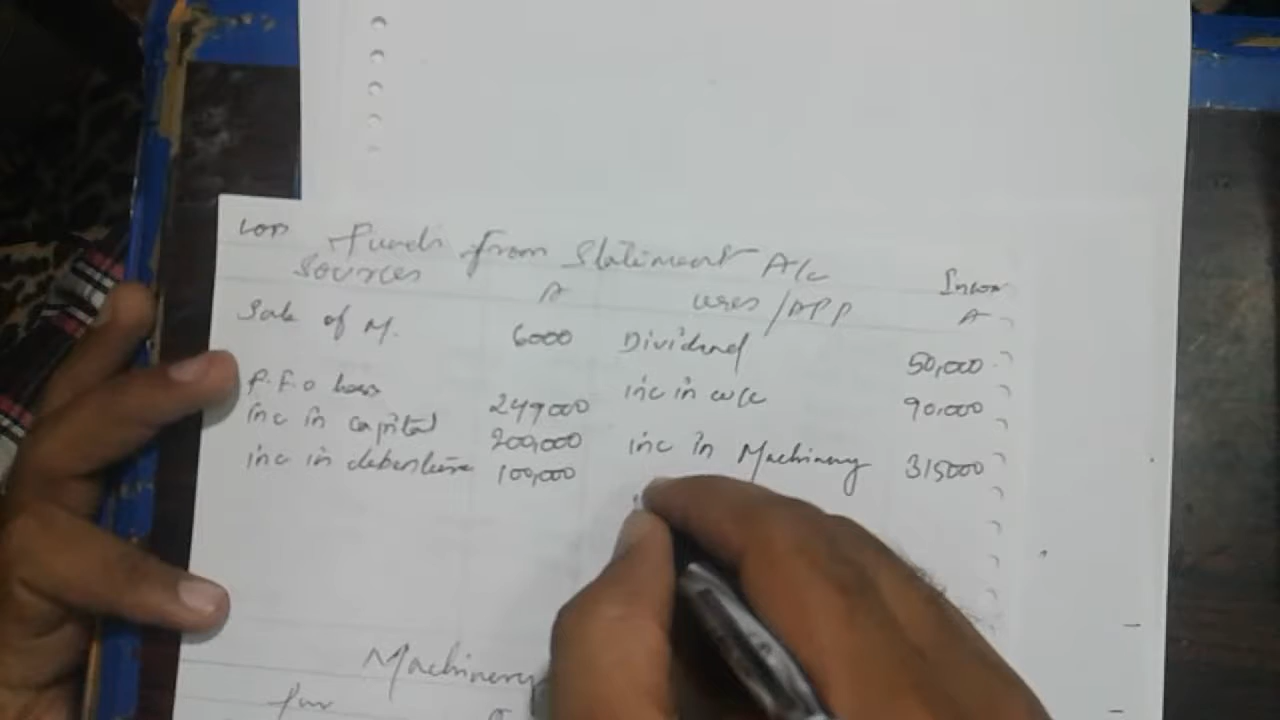 Funds from Statement A/c
Sources A uses/APP A
Sale of M. 6000 Dividend 50,000
F.F.O 249000 inc in w/c 90,000
inc in capital 200,000 inc in Machinery 315000
inc in debenture 100,000
Machinery
for